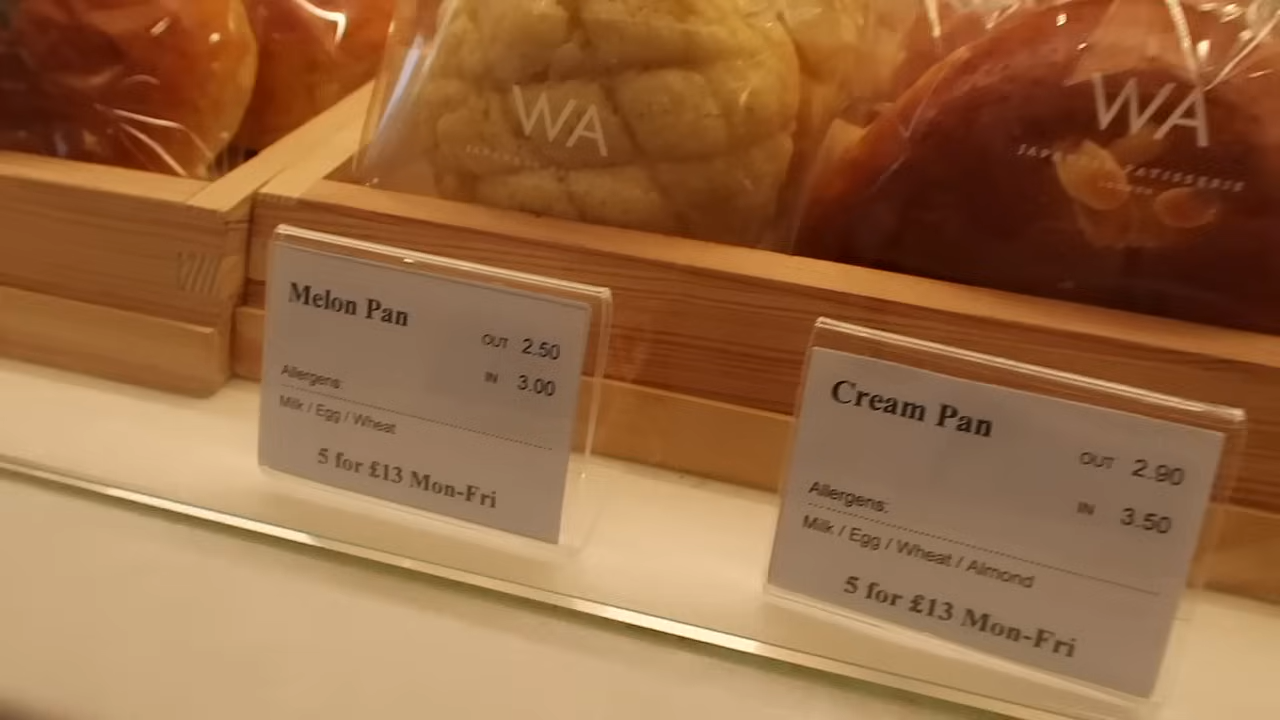 WA
WA
JAPANESE PATISSERIE
LONDON
Melon Pan
OUT 2.50
IN 3.00
Allergens:
Milk / Egg / Wheat
5 for £13 Mon-Fri
Cream Pan
OUT 2.90
IN 3.50
Allergens:
Milk / Egg / Wheat / Almond
5 for £13 Mon-Fri